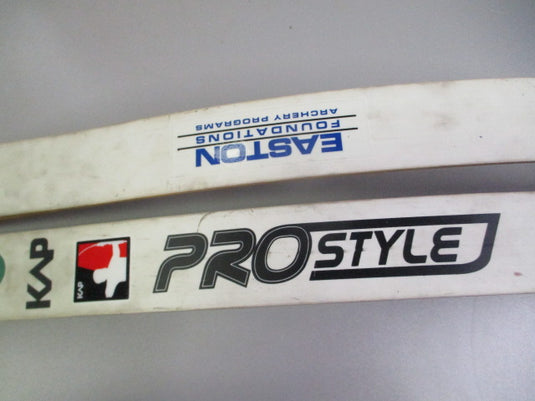 EASTON
FOUNDATIONS
ARCHERY PROGRAMS
KAP
KAP
PROSTYLE